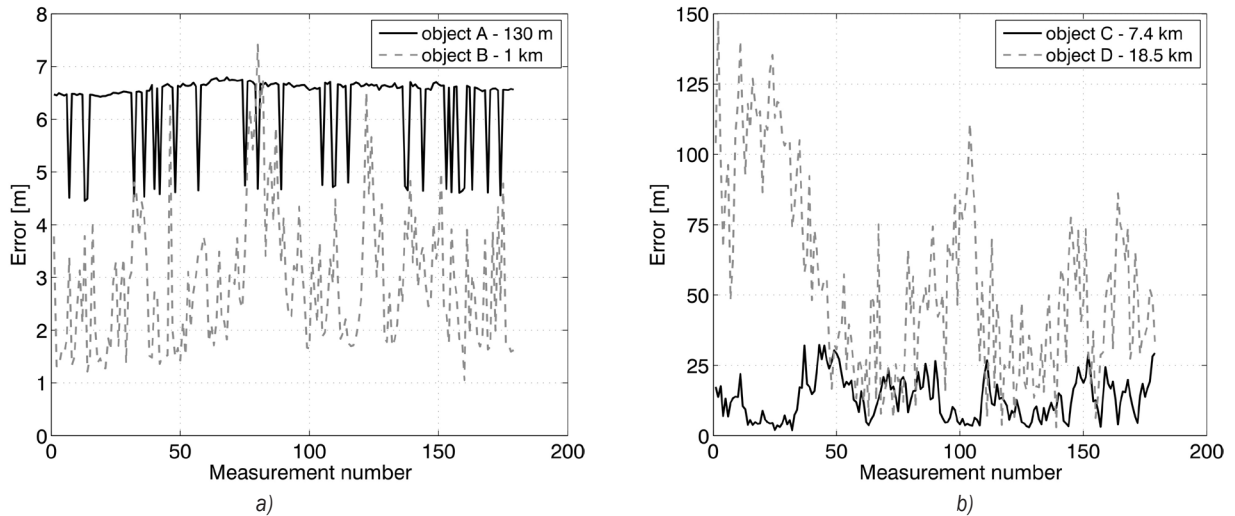 8
7
6
5
4
3
2
1
0
Error [m]
object A - 130 m
object B - 1 km
0 50 100 150 200
Measurement number
a)
150
125
100
75
50
25
0
Error [m]
object C - 7.4 km
object D - 18.5 km
0 50 100 150 200
Measurement number
b)